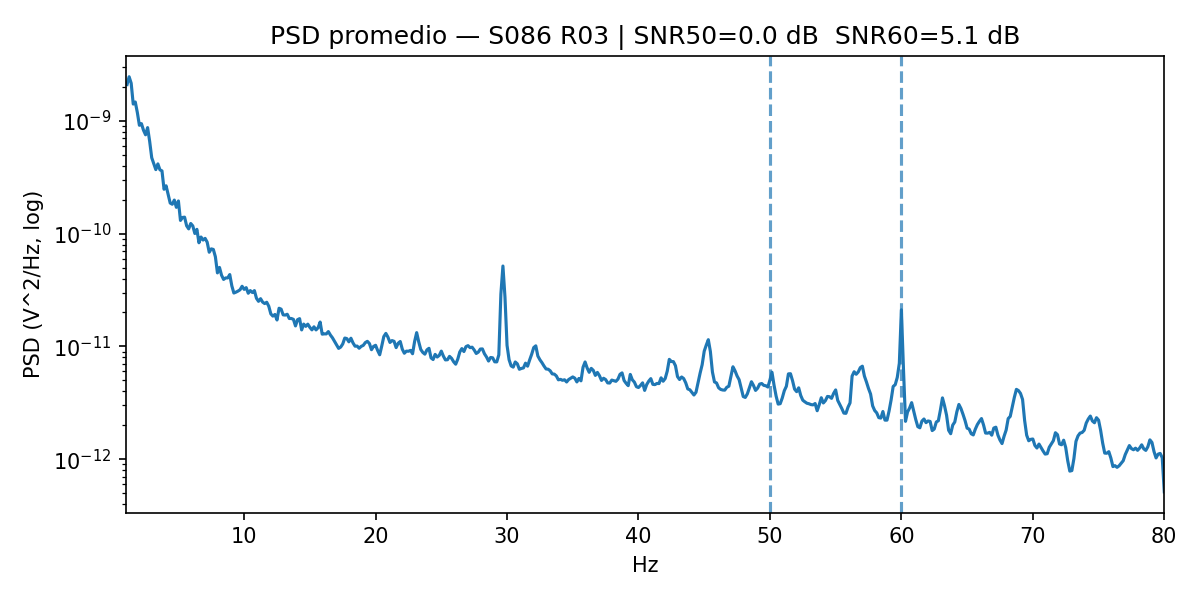 PSD promedio — S086 R03 | SNR50=0.0 dB  SNR60=5.1 dB
PSD (V^2/Hz, log)
10⁻⁹
10⁻¹⁰
10⁻¹¹
10⁻¹²
10 20 30 40 50 60 70 80
Hz